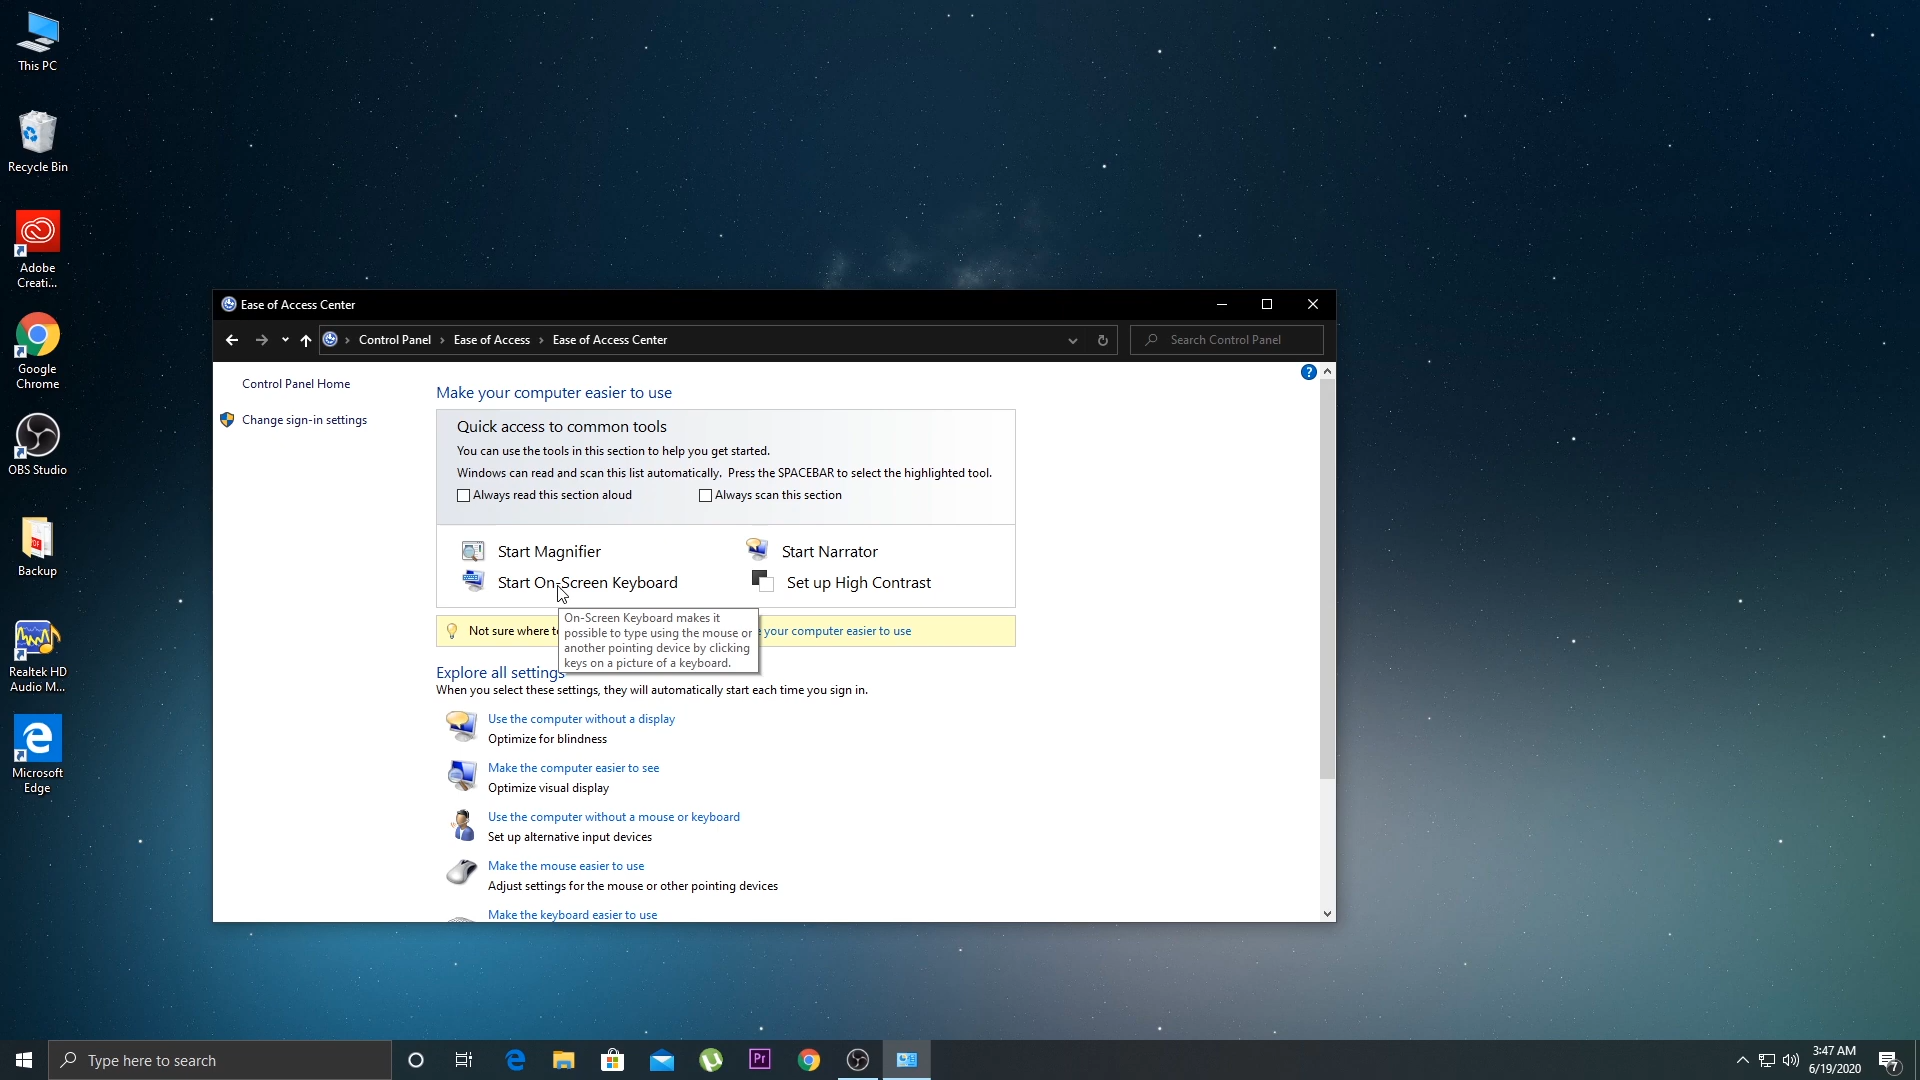 This PC
Recycle Bin
Adobe
Creati...
Google
Chrome
OBS Studio
Backup
Realtek HD
Audio M...
Microsoft
Edge
Ease of Access Center
Control Panel › Ease of Access › Ease of Access Center
Search Control Panel
Control Panel Home
Change sign-in settings
?
Make your computer easier to use
Quick access to common tools
You can use the tools in this section to help you get started.
Windows can read and scan this list automatically. Press the SPACEBAR to select the highlighted tool.
Always read this section aloud
Always scan this section
Start Magnifier
Start Narrator
Start On-Screen Keyboard
Set up High Contrast
Not sure where
your computer easier to use
On-Screen Keyboard makes it
possible to type using the mouse or
another pointing device by clicking
keys on a picture of a keyboard.
Explore all settings
When you select these settings, they will automatically start each time you sign in.
Use the computer without a display
Optimize for blindness
Make the computer easier to see
Optimize visual display
Use the computer without a mouse or keyboard
Set up alternative input devices
Make the mouse easier to use
Adjust settings for the mouse or other pointing devices
Make the keyboard easier to use
Type here to search
Pr
3:47 AM
6/19/2020
7